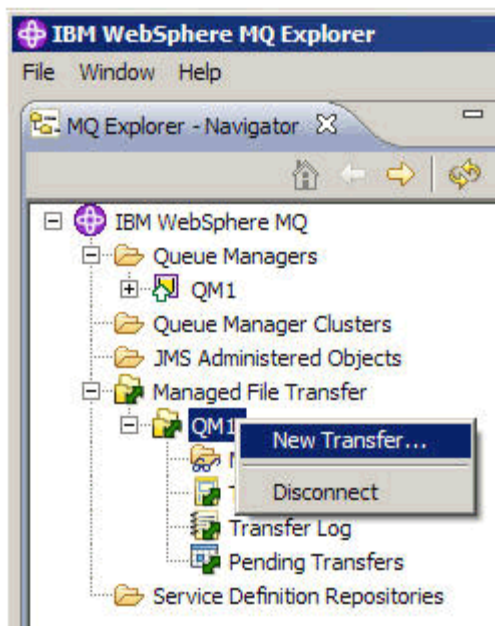 IBM WebSphere MQ Explorer
File Window Help
MQ Explorer - Navigator
IBM WebSphere MQ
Queue Managers
QM1
Queue Manager Clusters
JMS Administered Objects
Managed File Transfer
QM1
New Transfer...
Disconnect
Transfer Log
Pending Transfers
Service Definition Repositories